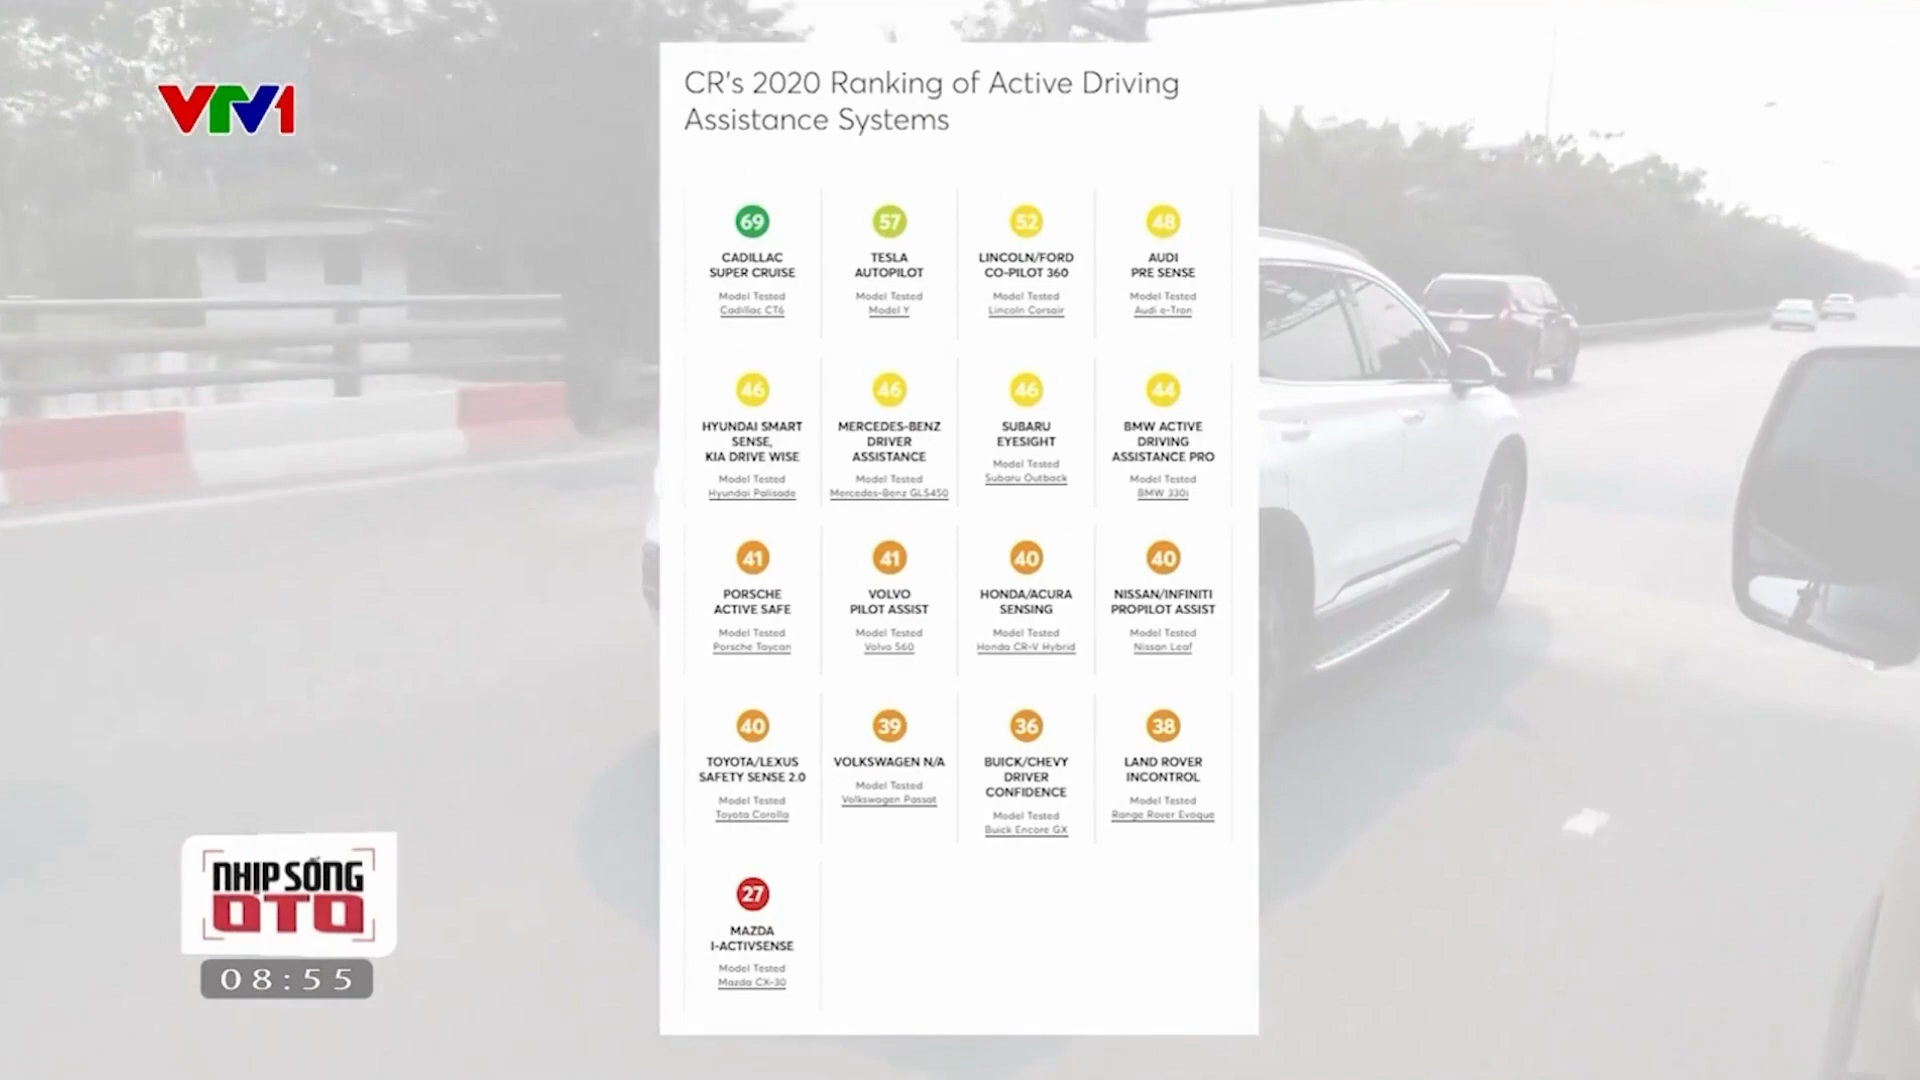 VTV1
CR's 2020 Ranking of Active Driving
Assistance Systems
69
CADILLAC
SUPER CRUISE
Model Tested
Cadillac CT6
57
TESLA
AUTOPILOT
Model Tested
Model Y
52
LINCOLN/FORD
CO-PILOT 360
Model Tested
Lincoln Corsair
48
AUDI
PRE SENSE
Model Tested
Audi e-Tron
46
HYUNDAI SMART
SENSE,
KIA DRIVE WISE
Model Tested
Hyundai Palisade
46
MERCEDES-BENZ
DRIVER
ASSISTANCE
Model Tested
Mercedes-Benz GLS450
46
SUBARU
EYESIGHT
Model Tested
Subaru Outback
44
BMW ACTIVE
DRIVING
ASSISTANCE PRO
Model Tested
BMW 330i
41
PORSCHE
ACTIVE SAFE
Model Tested
Porsche Taycan
41
VOLVO
PILOT ASSIST
Model Tested
Volvo S60
40
HONDA/ACURA
SENSING
Model Tested
Honda CR-V Hybrid
40
NISSAN/INFINITI
PROPILOT ASSIST
Model Tested
Nissan Leaf
40
TOYOTA/LEXUS
SAFETY SENSE 2.0
Model Tested
Toyota Corolla
39
VOLKSWAGEN N/A
Model Tested
Volkswagen Passat
36
BUICK/CHEVY
DRIVER
CONFIDENCE
Model Tested
Buick Encore GX
38
LAND ROVER
INCONTROL
Model Tested
Range Rover Evoque
27
MAZDA
I-ACTIVSENSE
Model Tested
Mazda CX-30
NHỊP SỐNG
OTO
08:55